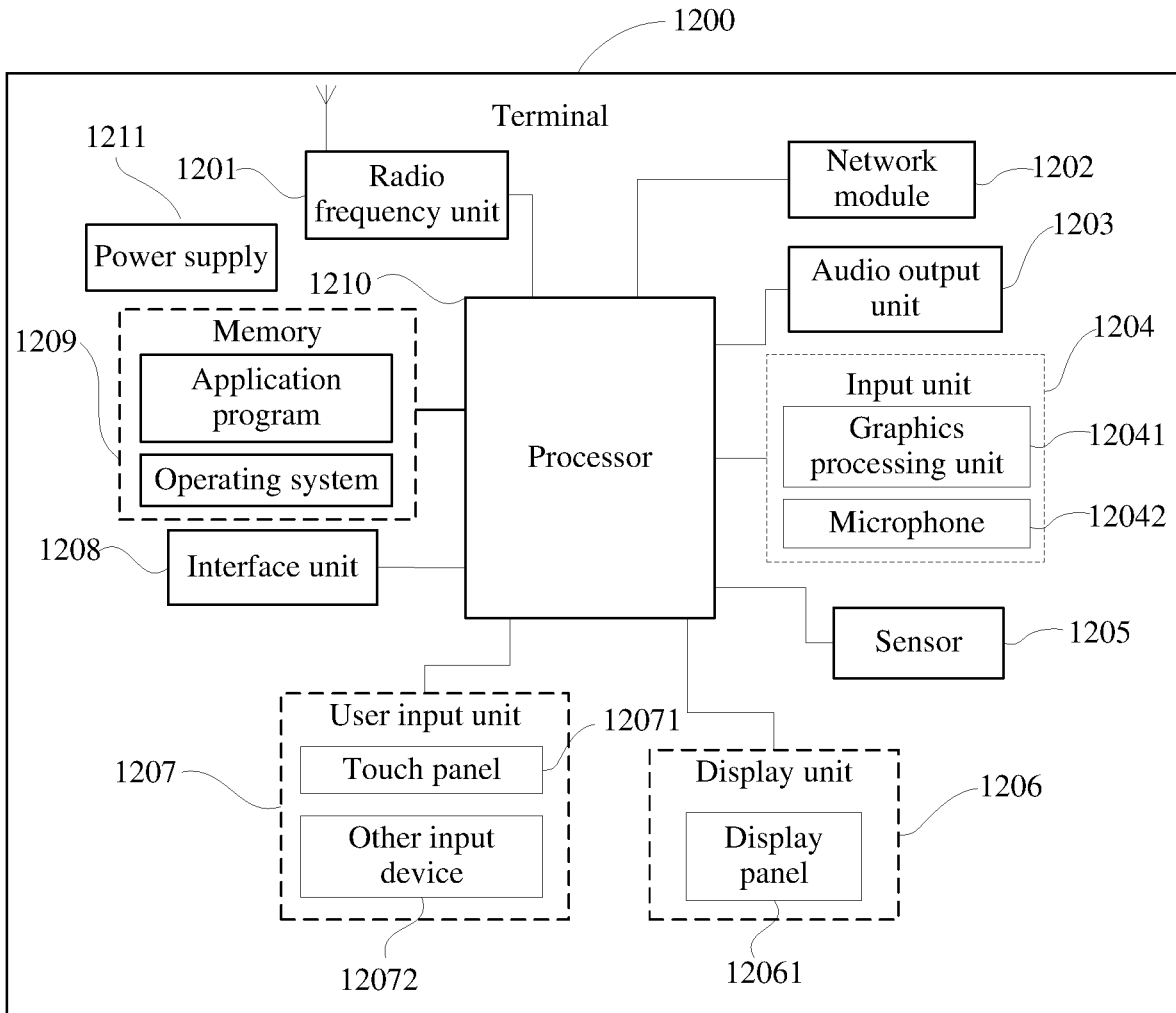 1200
Terminal
1211
1201
Radio
frequency unit
Network
module
1202
Power supply
1203
Audio output
unit
1210
1209
Memory
Application
program
Operating system
1204
Input unit
Graphics
processing unit
12041
Microphone
12042
Processor
1208
Interface unit
Sensor
1205
User input unit
12071
Touch panel
1207
Other input
device
12072
Display unit
1206
Display
panel
12061